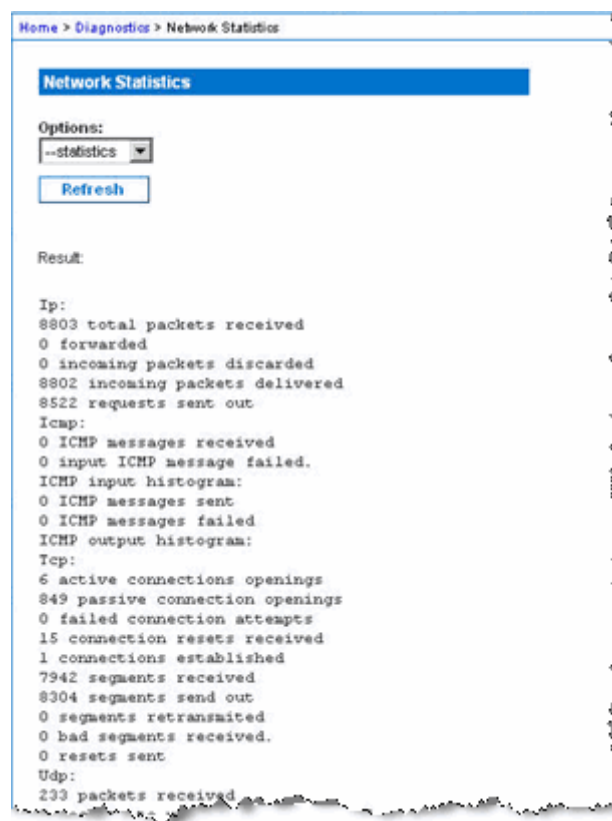 Home > Diagnostics > Network Statistics
Network Statistics
Options:
--statistics
Refresh
Result:
Ip:
8803 total packets received
0 forwarded
0 incoming packets discarded
8802 incoming packets delivered
8522 requests sent out
Icmp:
0 ICMP messages received
0 input ICMP message failed.
ICMP input histogram:
0 ICMP messages sent
0 ICMP messages failed
ICMP output histogram:
Tcp:
6 active connections openings
849 passive connection openings
0 failed connection attempts
15 connection resets received
1 connections established
7942 segments received
8304 segments send out
0 segments retransmited
0 bad segments received.
0 resets sent
Udp:
233 packets received